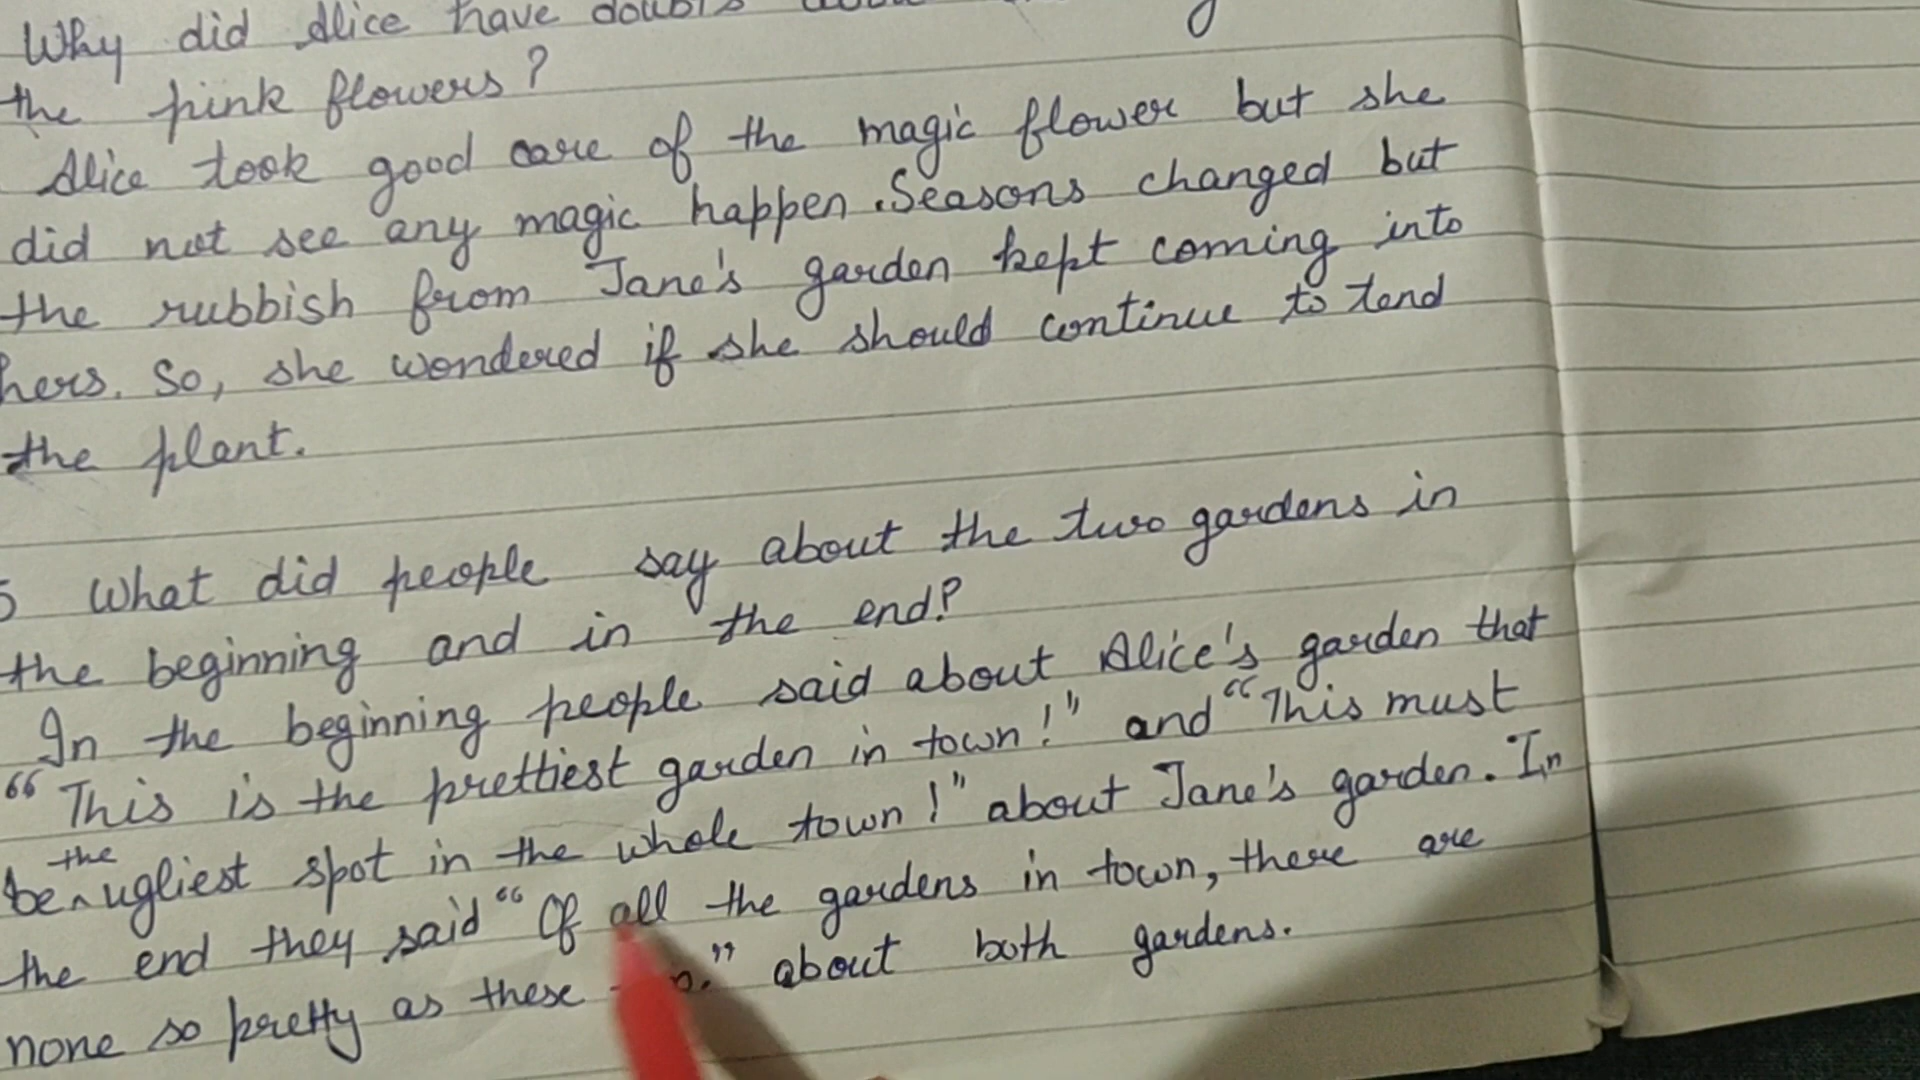 Why did Alice have doubts
the pink flowers?
Alice took good care of the magic flower but she
did not see any magic happen. Seasons changed but
the rubbish from Jane's garden kept coming into
hers. So, she wondered if she should continue to tend
the plant.
5 What did people say about the two gardens in
the beginning and in the end?
In the beginning people said about Alice's garden that
"This is the prettiest garden in town!" and "This must
be the ugliest spot in the whole town!" about Jane's garden. In
the end they said "Of all the gardens in town, there are
none so pretty as these " about both gardens.